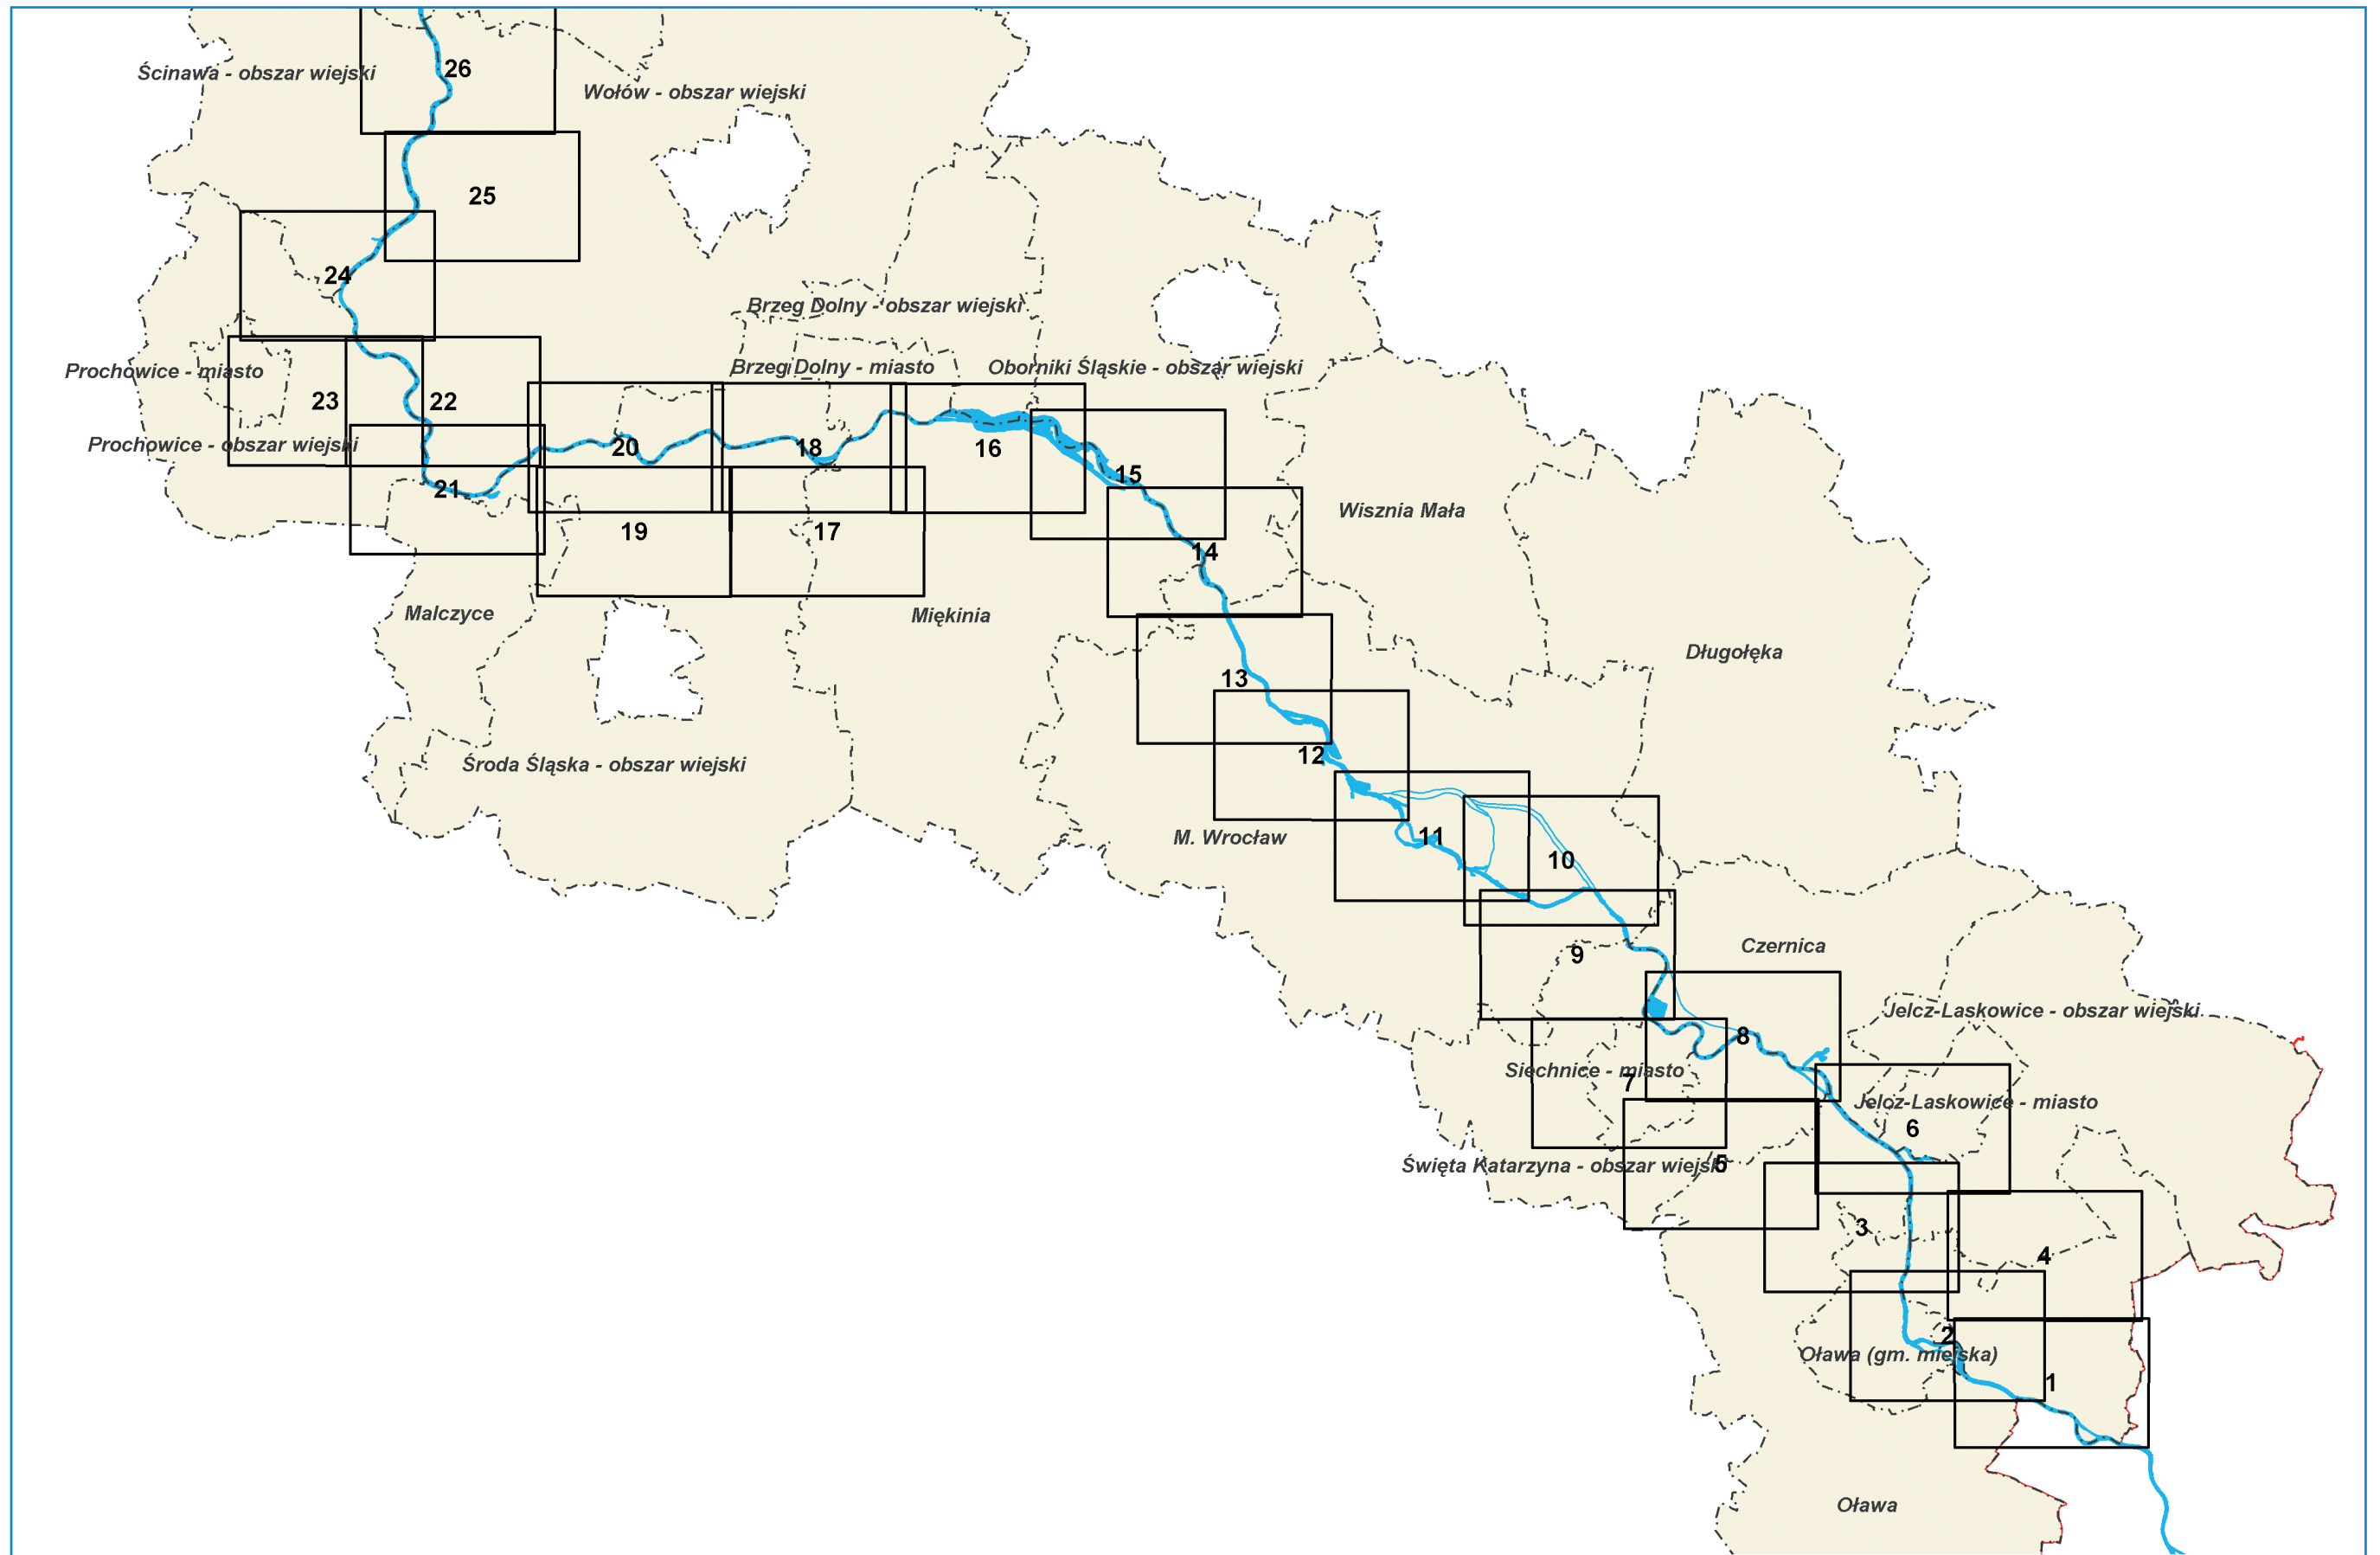 26
Ścinawa - obszar wiejski
Wołów - obszar wiejski
25
24
Brzeg Dolny - obszar wiejski
Prochowice - miasto
Brzeg Dolny - miasto
Oborniki Śląskie - obszar wiejski
23
22
Prochowice - obszar wiejski
20
18
16
15
21
Wisznia Mała
19
17
14
Malczyce
Miękinia
Długołęka
13
12
Środa Śląska - obszar wiejski
M. Wrocław
11
10
9
Czernica
Jelcz-Laskowice - obszar wiejski
8
Siechnice - miasto
7
Jelcz-Laskowice - miasto
6
Święta Katarzyna - obszar wiejski
5
3
4
2
Oława (gm. miejska)
1
Oława